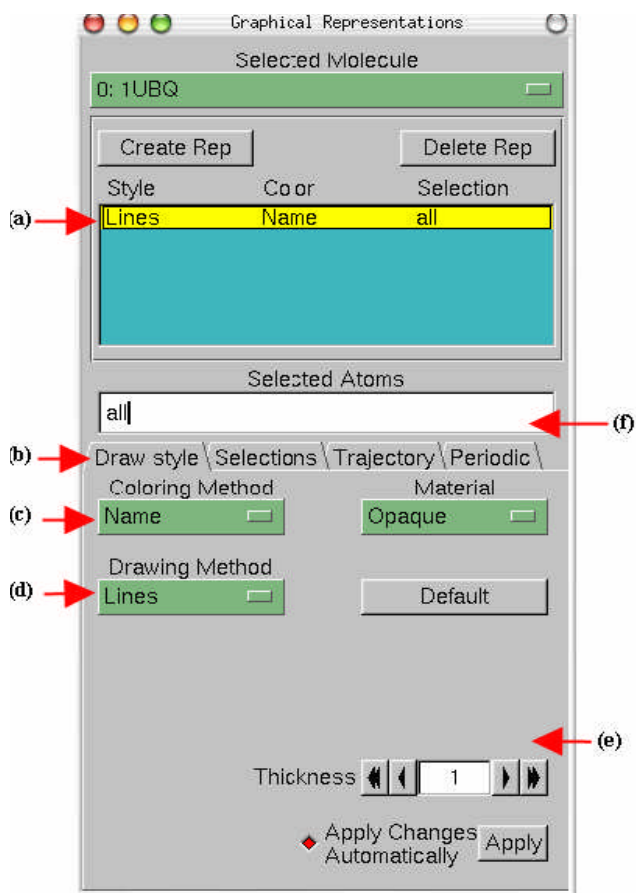 Graphical Representations
Selected Molecule
0: 1UBQ
Create Rep Delete Rep
Style Color Selection
(a) Lines Name all
Selected Atoms
all (f)
(b) Draw style Selections Trajectory Periodic
Coloring Method Material
(c) Name Opaque
Drawing Method
(d) Lines Default
(e)
Thickness 1
Apply Changes
Automatically Apply